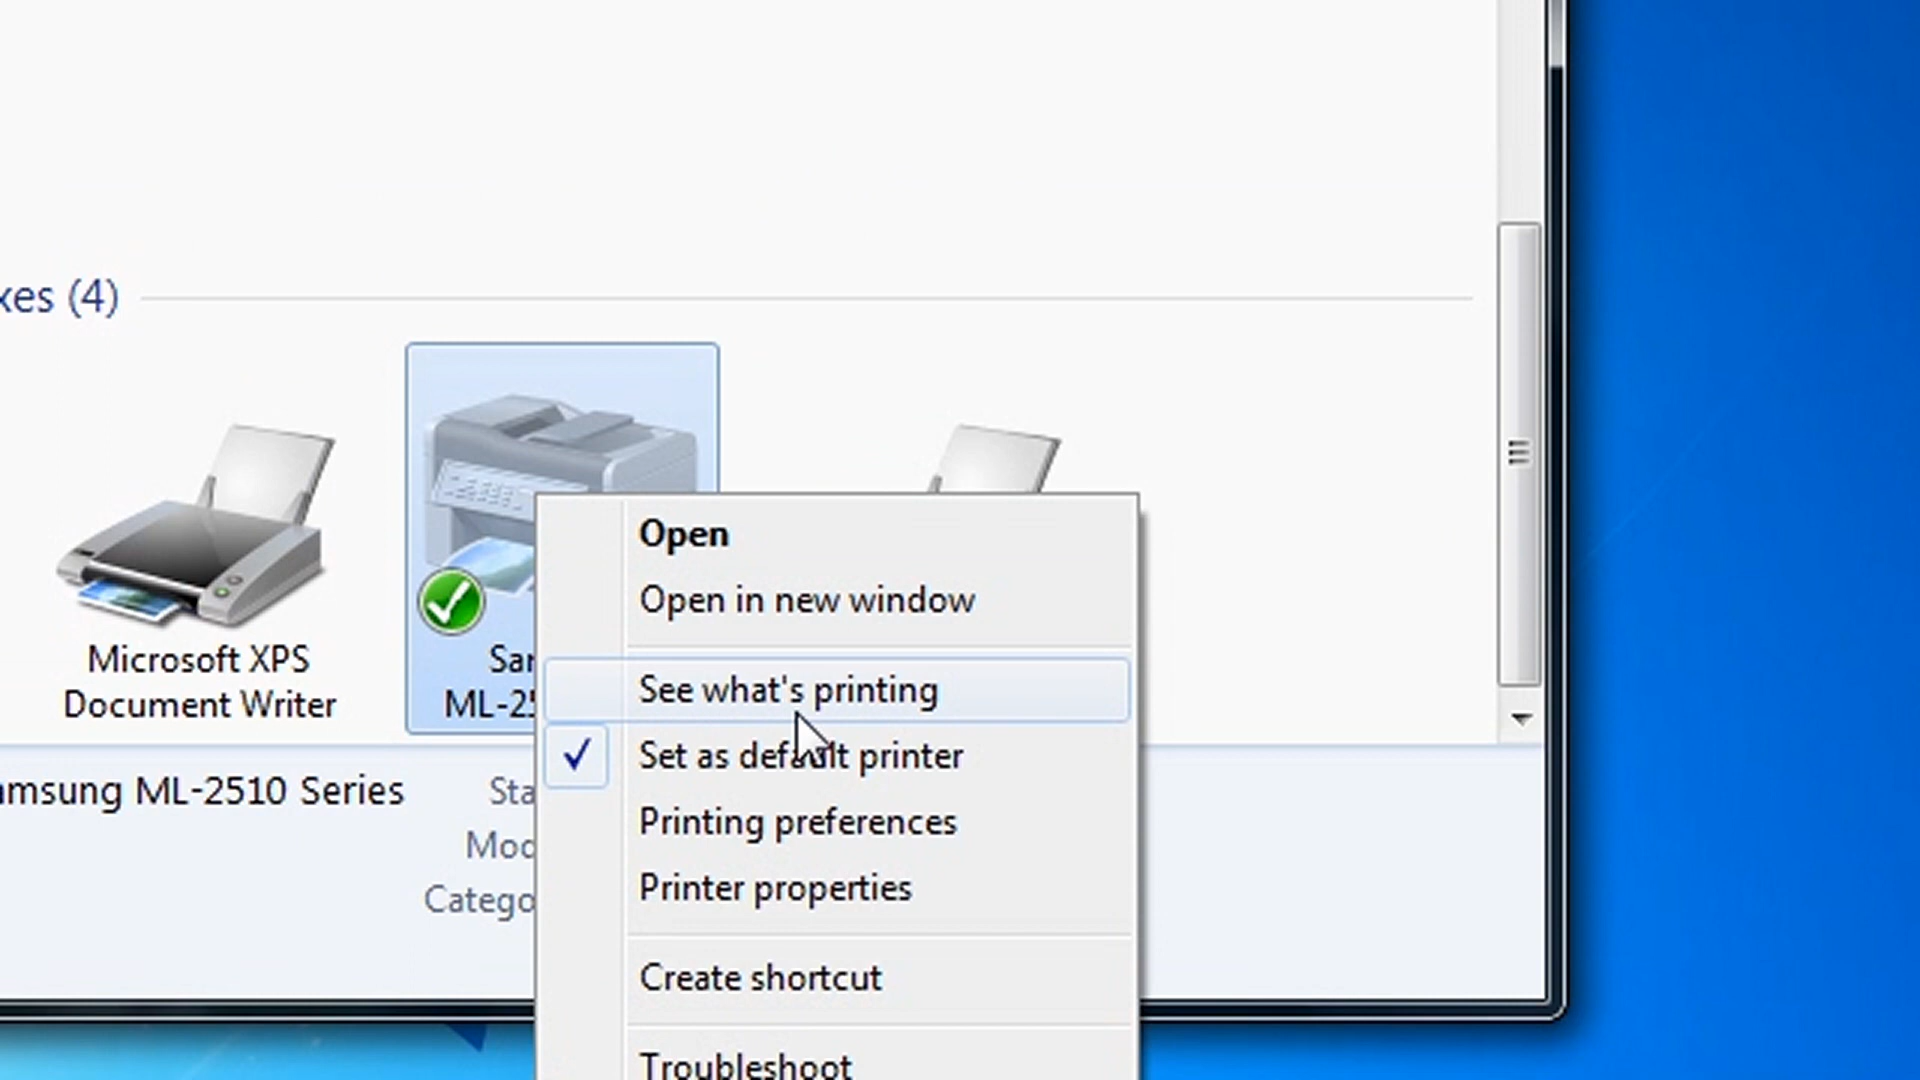 xes (4)
Microsoft XPS
Document Writer
Sar
ML-25
Open
Open in new window
See what's printing
Set as default printer
Printing preferences
Printer properties
Create shortcut
Troubleshoot
amsung ML-2510 Series
Sta
Mod
Catego